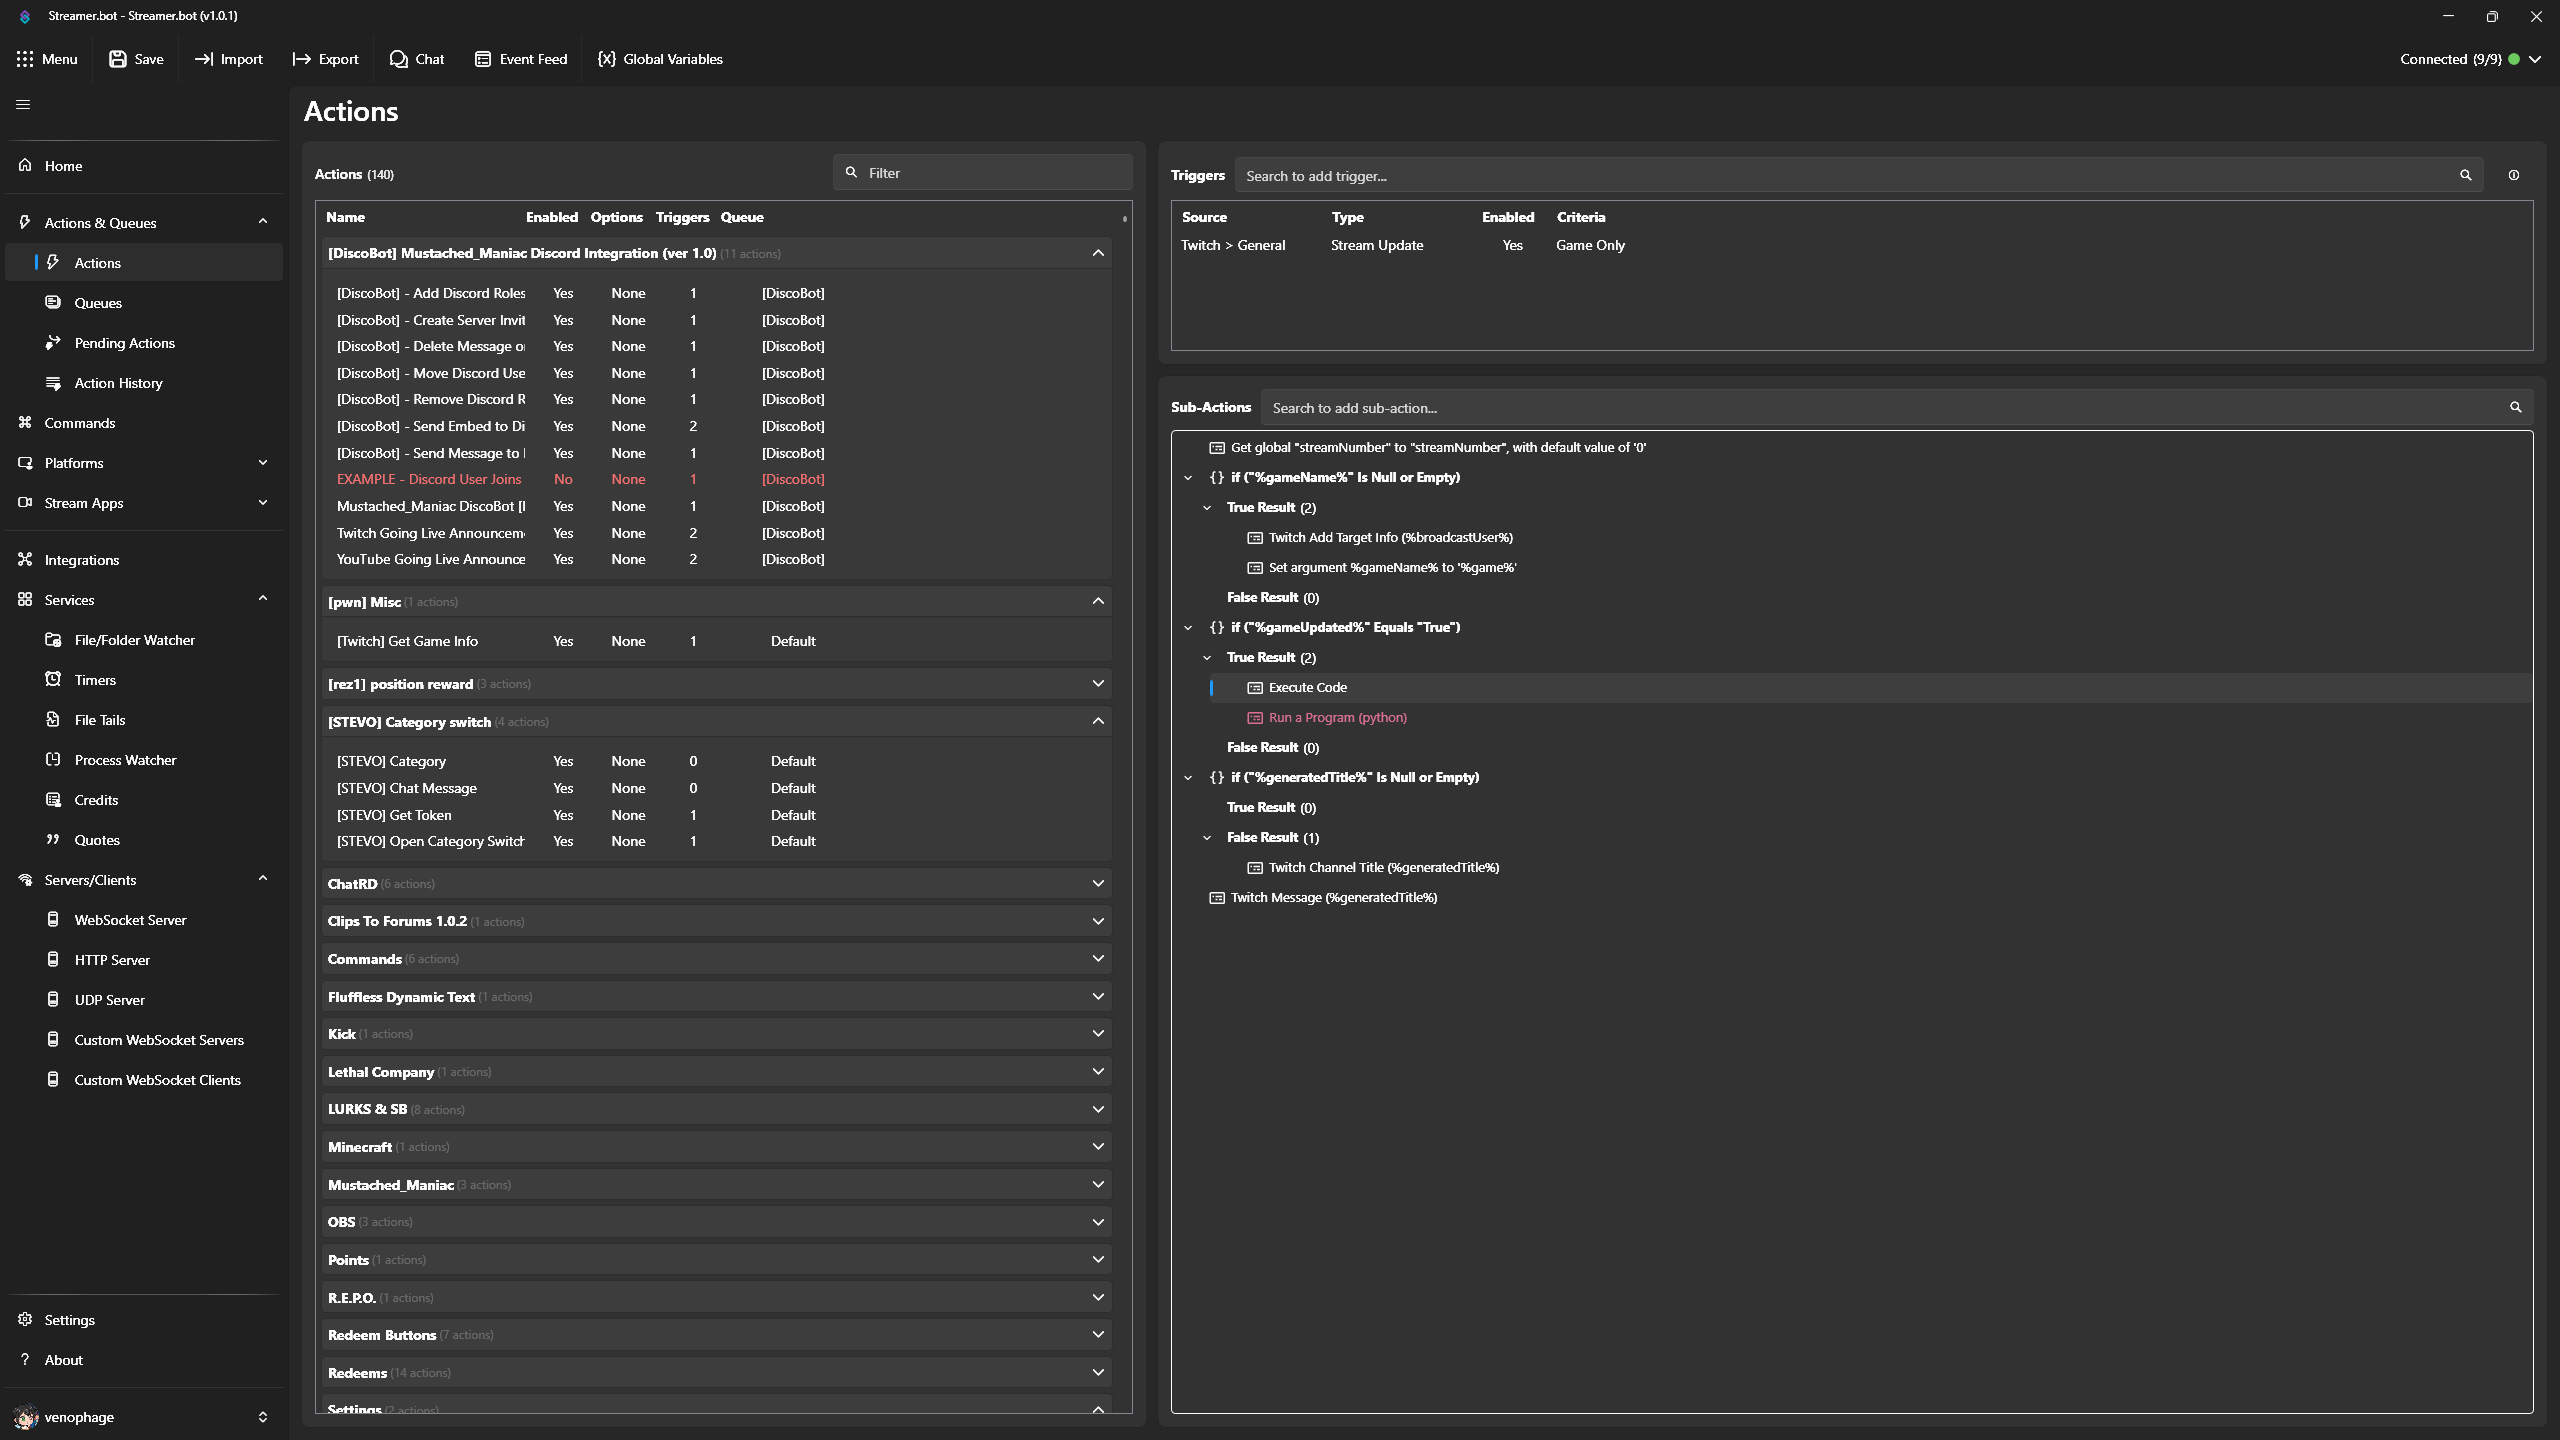 Streamer.bot - Streamer.bot (v1.0.1)
Menu
Save
Import
Export
Chat
Event Feed
Global Variables
Connected (9/9)
Home
Actions & Queues
Actions
Queues
Pending Actions
Action History
Commands
Platforms
Stream Apps
Integrations
Services
File/Folder Watcher
Timers
File Tails
Process Watcher
Credits
Quotes
Servers/Clients
WebSocket Server
HTTP Server
UDP Server
Custom WebSocket Servers
Custom WebSocket Clients
Settings
About
venophage
Actions
Actions (140)
Filter
Name Enabled Options Triggers Queue
[DiscoBot] Mustached_Maniac Discord Integration (ver 1.0) (11 actions)
[DiscoBot] - Add Discord Roles Yes None 1 [DiscoBot]
[DiscoBot] - Create Server Invit Yes None 1 [DiscoBot]
[DiscoBot] - Delete Message o Yes None 1 [DiscoBot]
[DiscoBot] - Move Discord Use Yes None 1 [DiscoBot]
[DiscoBot] - Remove Discord R Yes None 1 [DiscoBot]
[DiscoBot] - Send Embed to Di Yes None 2 [DiscoBot]
[DiscoBot] - Send Message to Yes None 1 [DiscoBot]
EXAMPLE - Discord User Joins No None 1 [DiscoBot]
Mustached_Maniac DiscoBot [ Yes None 1 [DiscoBot]
Twitch Going Live Announcem Yes None 2 [DiscoBot]
YouTube Going Live Announce Yes None 2 [DiscoBot]
[pwn] Misc (1 actions)
[Twitch] Get Game Info Yes None 1 Default
[rez1] position reward (3 actions)
[STEVO] Category switch (4 actions)
[STEVO] Category Yes None 0 Default
[STEVO] Chat Message Yes None 0 Default
[STEVO] Get Token Yes None 1 Default
[STEVO] Open Category Switch Yes None 1 Default
ChatRD (6 actions)
Clips To Forums 1.0.2 (1 actions)
Commands (6 actions)
Fluffless Dynamic Text (1 actions)
Kick (1 actions)
Lethal Company (1 actions)
LURKS & SB (8 actions)
Minecraft (1 actions)
Mustached_Maniac (3 actions)
OBS (3 actions)
Points (1 actions)
R.E.P.O. (1 actions)
Redeem Buttons (7 actions)
Redeems (14 actions)
Settings (2 actions)
Triggers
Search to add trigger...
Source Type Enabled Criteria
Twitch > General Stream Update Yes Game Only
Sub-Actions
Search to add sub-action...
Get global "streamNumber" to "streamNumber", with default value of '0'
{} if ("%gameName%" Is Null or Empty)
True Result (2)
Twitch Add Target Info (%broadcastUser%)
Set argument %gameName% to '%game%'
False Result (0)
{} if ("%gameUpdated%" Equals "True")
True Result (2)
Execute Code
Run a Program (python)
False Result (0)
{} if ("%generatedTitle%" Is Null or Empty)
True Result (0)
False Result (1)
Twitch Channel Title (%generatedTitle%)
Twitch Message (%generatedTitle%)